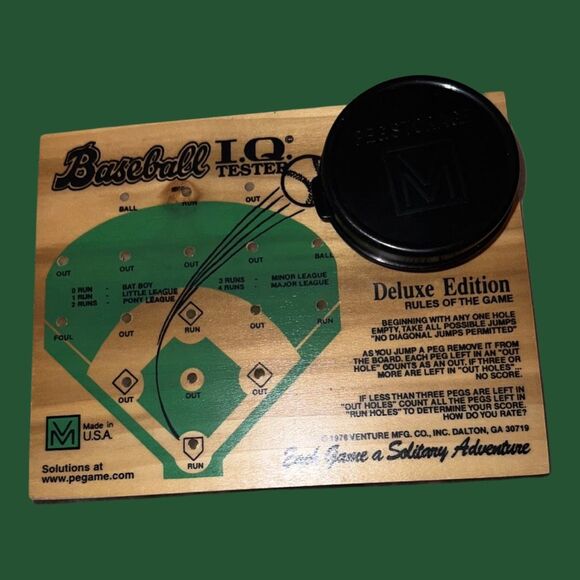 Baseball I.Q.©
TESTER
PEG STORAGE
VM
BALL RUN OUT
OUT OUT OUT BALL
0 RUN - BAT BOY
1 RUN - LITTLE LEAGUE
2 RUNS - PONY LEAGUE
3 RUNS - MINOR LEAGUE
4 RUNS - MAJOR LEAGUE
FOUL OUT RUN OUT RUN
OUT OUT OUT
RUN
Deluxe Edition
RULES OF THE GAME
BEGINNING WITH ANY ONE HOLE
EMPTY, TAKE ALL POSSIBLE JUMPS
"NO DIAGONAL JUMPS PERMITTED"
AS YOU JUMP A PEG REMOVE IT FROM
THE BOARD. EACH PEG LEFT IN AN "OUT
HOLE" COUNTS AS AN OUT. IF THREE OR
MORE ARE LEFT IN "OUT HOLES"...
NO SCORE...
IF LESS THAN THREE PEGS ARE LEFT IN
"OUT HOLES" COUNT ALL THE PEGS LEFT IN
"RUN HOLES" TO DETERMINE YOUR SCORE.
HOW DO YOU RATE?
VM Made in
U.S.A.
© 1976 VENTURE MFG. CO., INC. DALTON, GA 30719
Each Game a Solitary Adventure
Solutions at
www.pegame.com